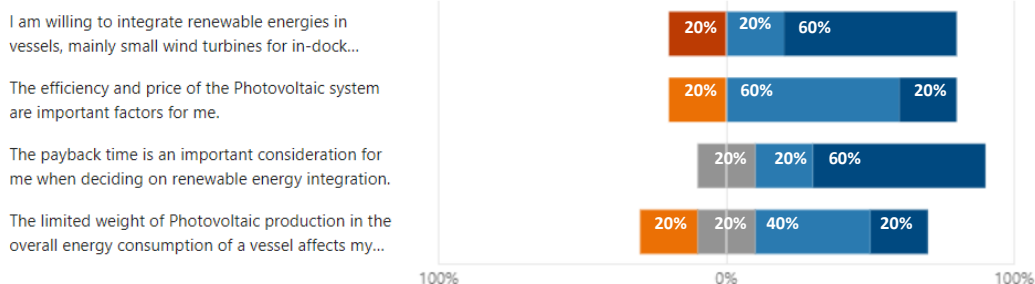 I am willing to integrate renewable energies in
vessels, mainly small wind turbines for in-dock...
20% 20% 60%
The efficiency and price of the Photovoltaic system
are important factors for me.
20% 60% 20%
The payback time is an important consideration for
me when deciding on renewable energy integration.
20% 20% 60%
The limited weight of Photovoltaic production in the
overall energy consumption of a vessel affects my...
20% 20% 40% 20%
100% 0% 100%